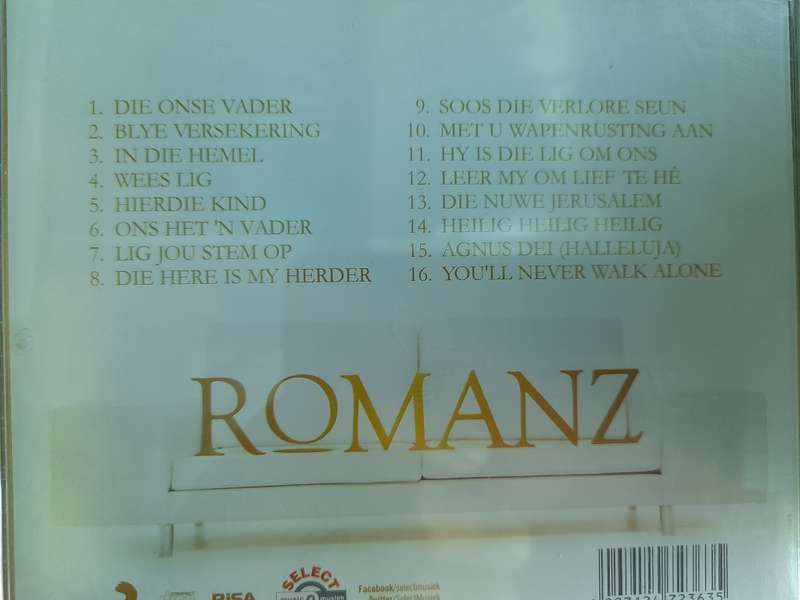 1. DIE ONSE VADER
2. BLYE VERSEKERING
3. IN DIE HEMEL
4. WEES LIG
5. HIERDIE KIND
6. ONS HET 'N VADER
7. LIG JOU STEM OP
8. DIE HERE IS MY HERDER
9. SOOS DIE VERLORE SEUN
10. MET U WAPENRUSTING AAN
11. HY IS DIE LIG OM ONS
12. LEER MY OM LIEF TE HÊ
13. DIE NUWE JERUSALEM
14. HEILIG HEILIG HEILIG
15. AGNUS DEI (HALLELUJA)
16. YOU'LL NEVER WALK ALONE
ROMANZ
RiSA
SELECT
Facebook/selectmusiek
Twitter/SelectMusiek